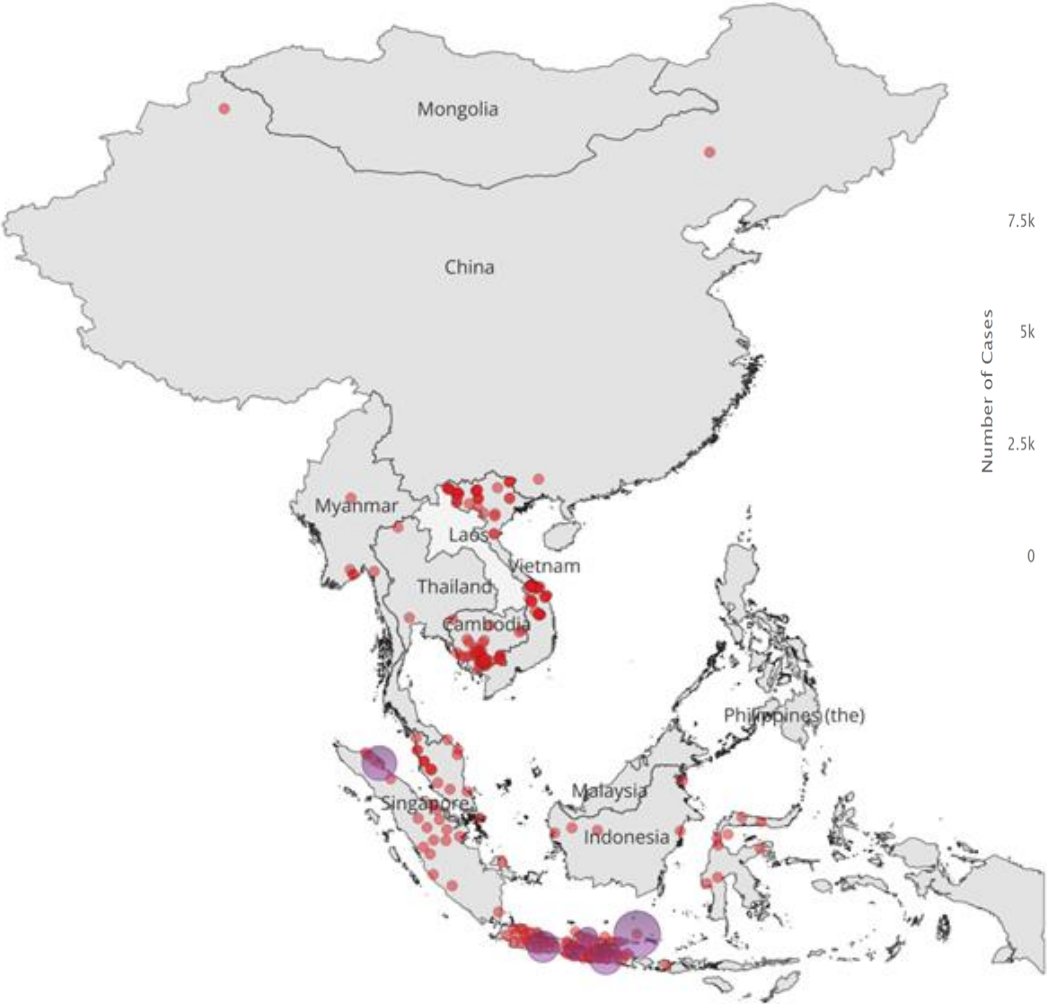 Mongolia
China
7.5k
5k
Number of Cases
2.5k
0
Myanmar
Laos
Vietnam
Thailand
Cambodia
Philippines (the)
Malaysia
Singapore
Indonesia